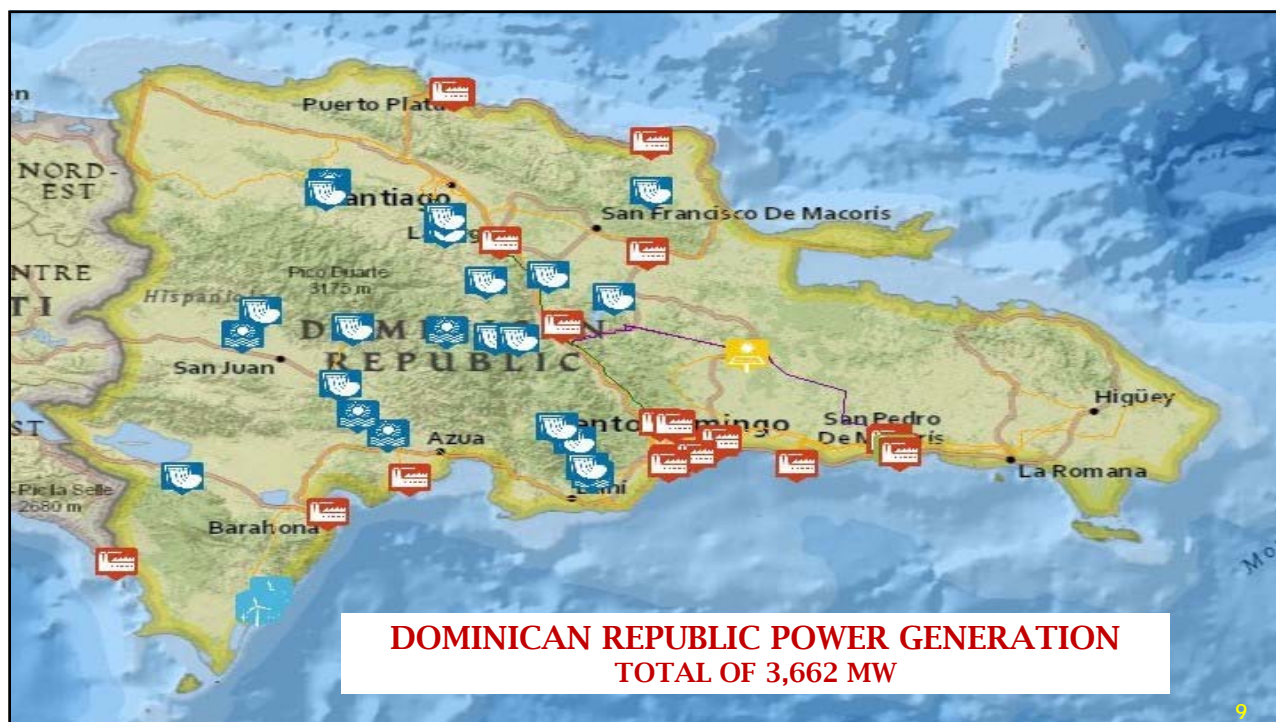 en
Puerto Plata
NORD-
EST
Santiago
San Francisco De Macoris
Pico Duarte
3175 m
NTRE
TI
DOMINICAN
REPUBLIC
San Juan
Higüey
San Pedro
De Macoris
Santo Domingo
ST
Azua
La Romana
Pic la Selle
2680 m
Baní
Barahona
DOMINICAN REPUBLIC POWER GENERATION
TOTAL OF 3,662 MW
9